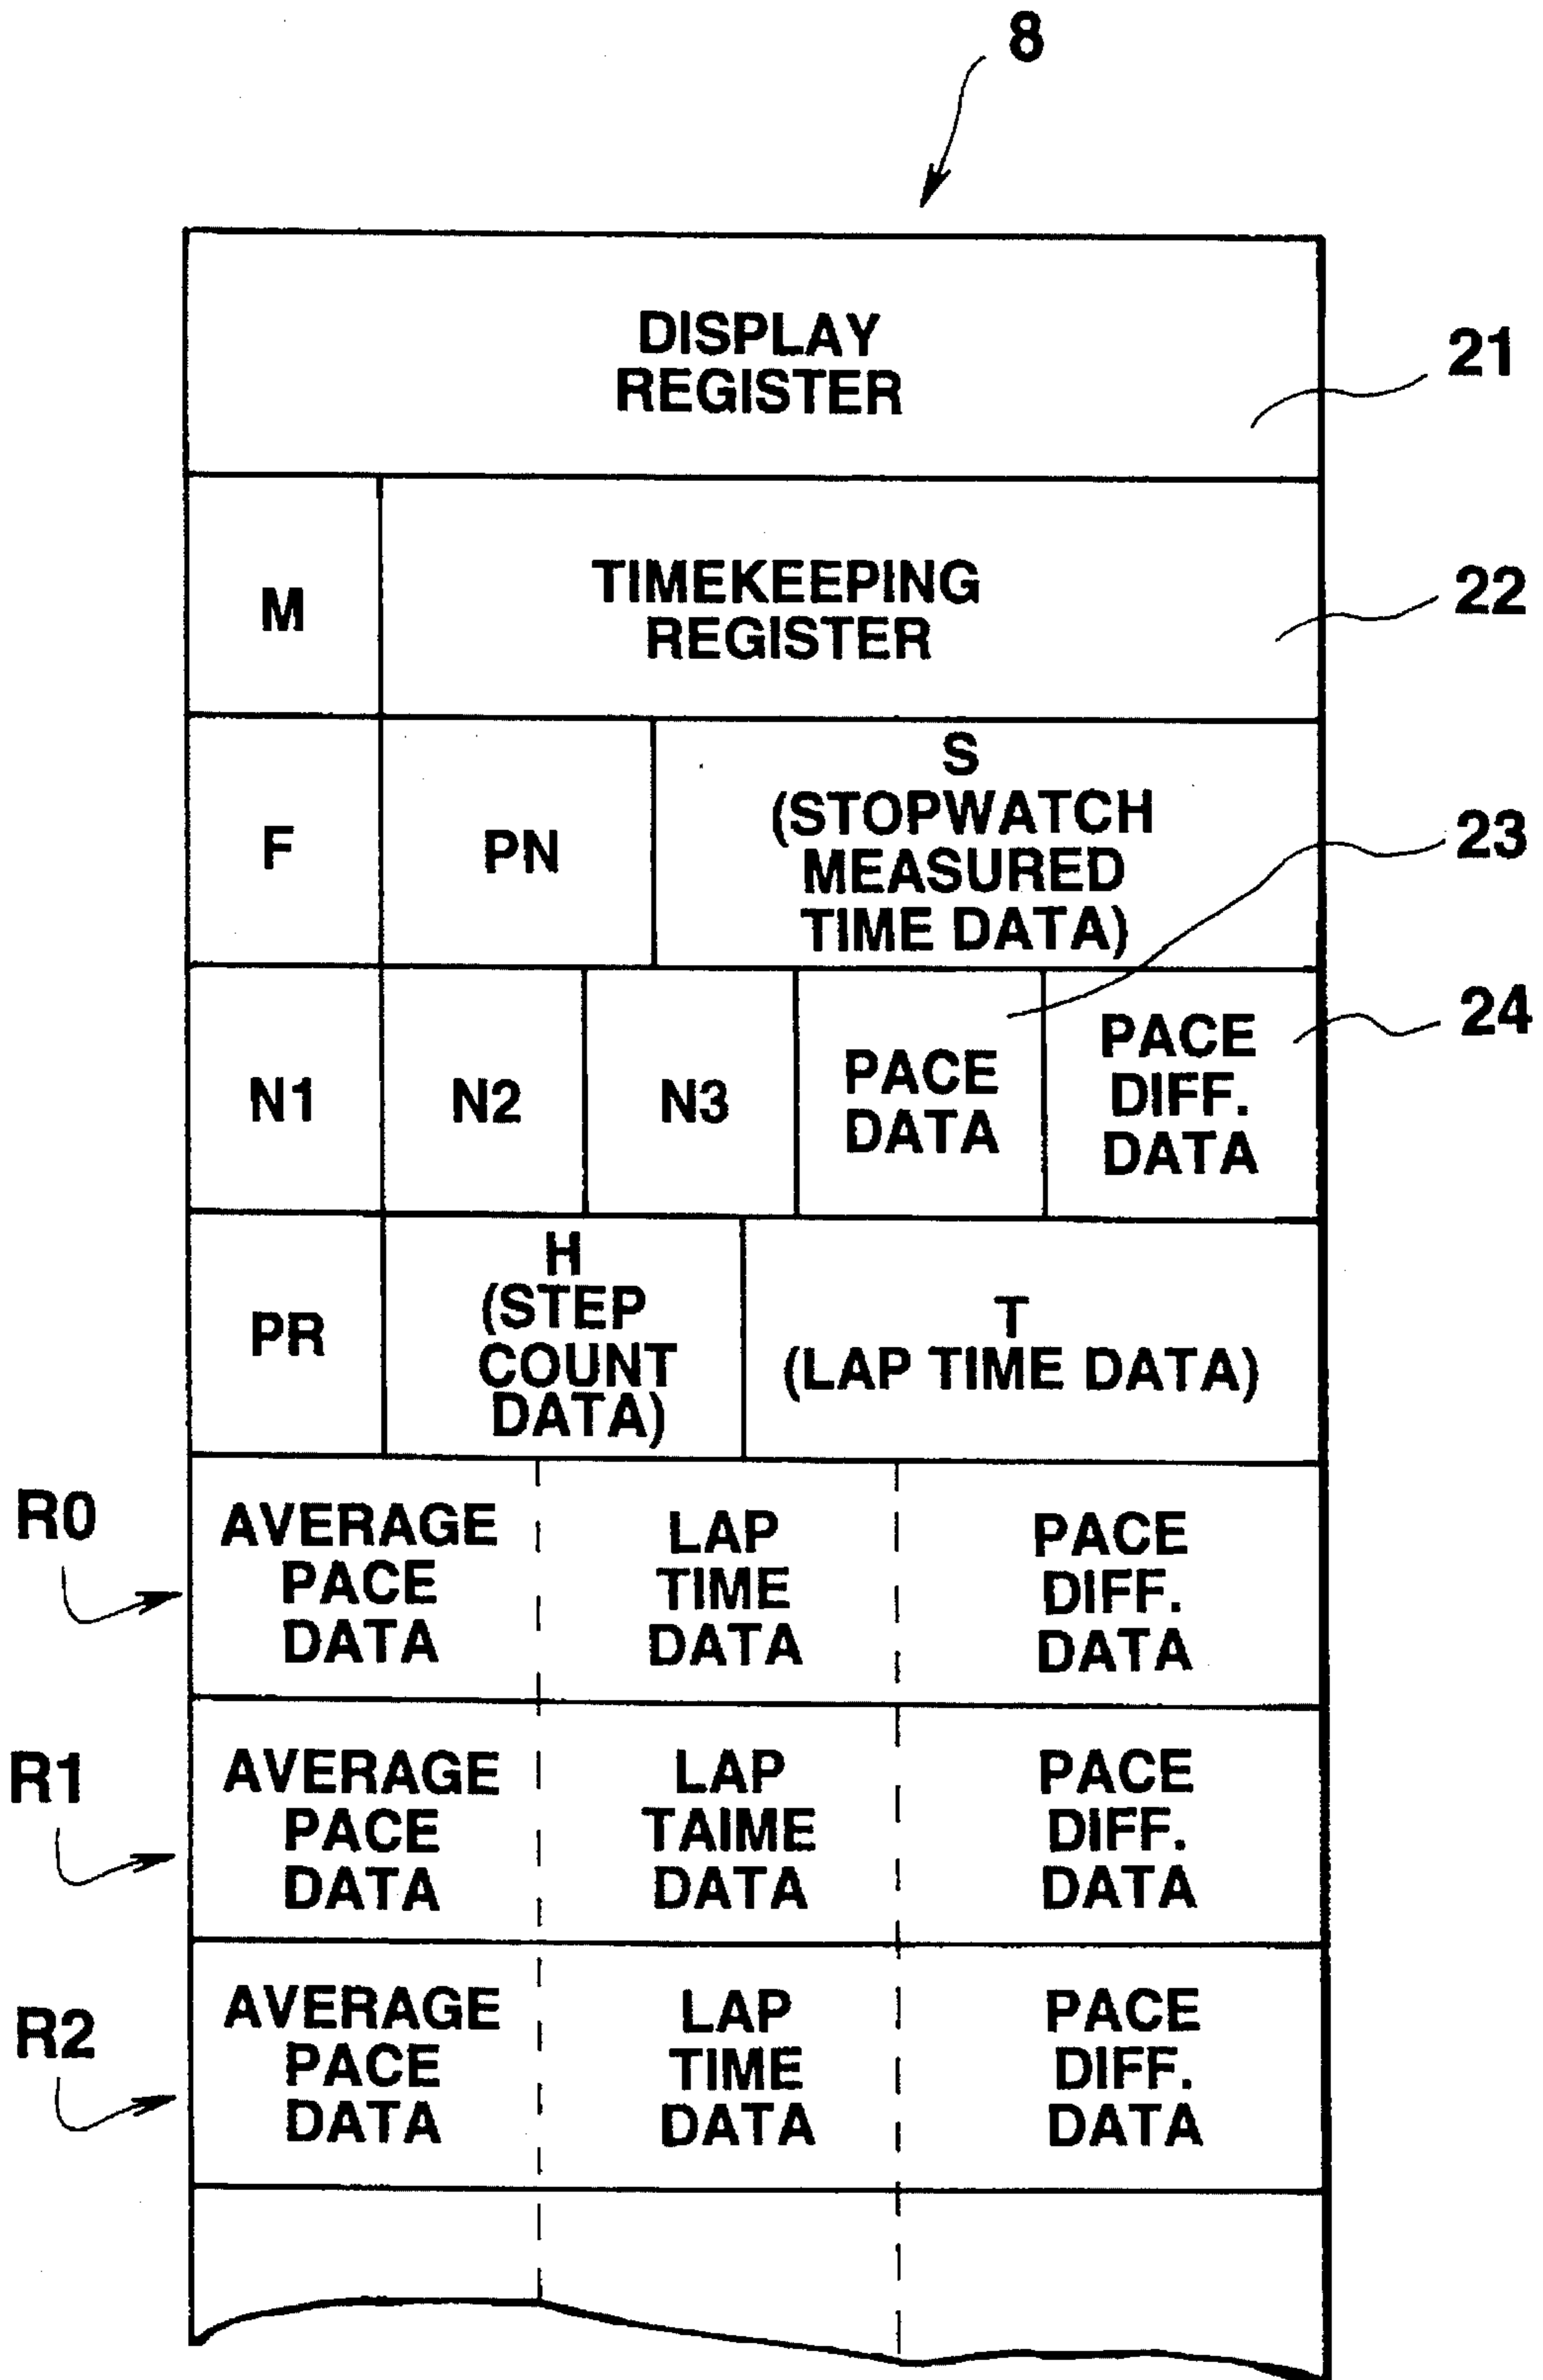 8
DISPLAY
REGISTER
21
M
TIMEKEEPING
REGISTER
22
F
PN
S
(STOPWATCH
MEASURED
TIME DATA)
23
N1
N2
N3
PACE
DATA
PACE
DIFF.
DATA
24
PR
H
(STEP
COUNT
DATA)
T
(LAP TIME DATA)
R0
AVERAGE
PACE
DATA
LAP
TIME
DATA
PACE
DIFF.
DATA
R1
AVERAGE
PACE
DATA
LAP
TAIME
DATA
PACE
DIFF.
DATA
R2
AVERAGE
PACE
DATA
LAP
TIME
DATA
PACE
DIFF.
DATA